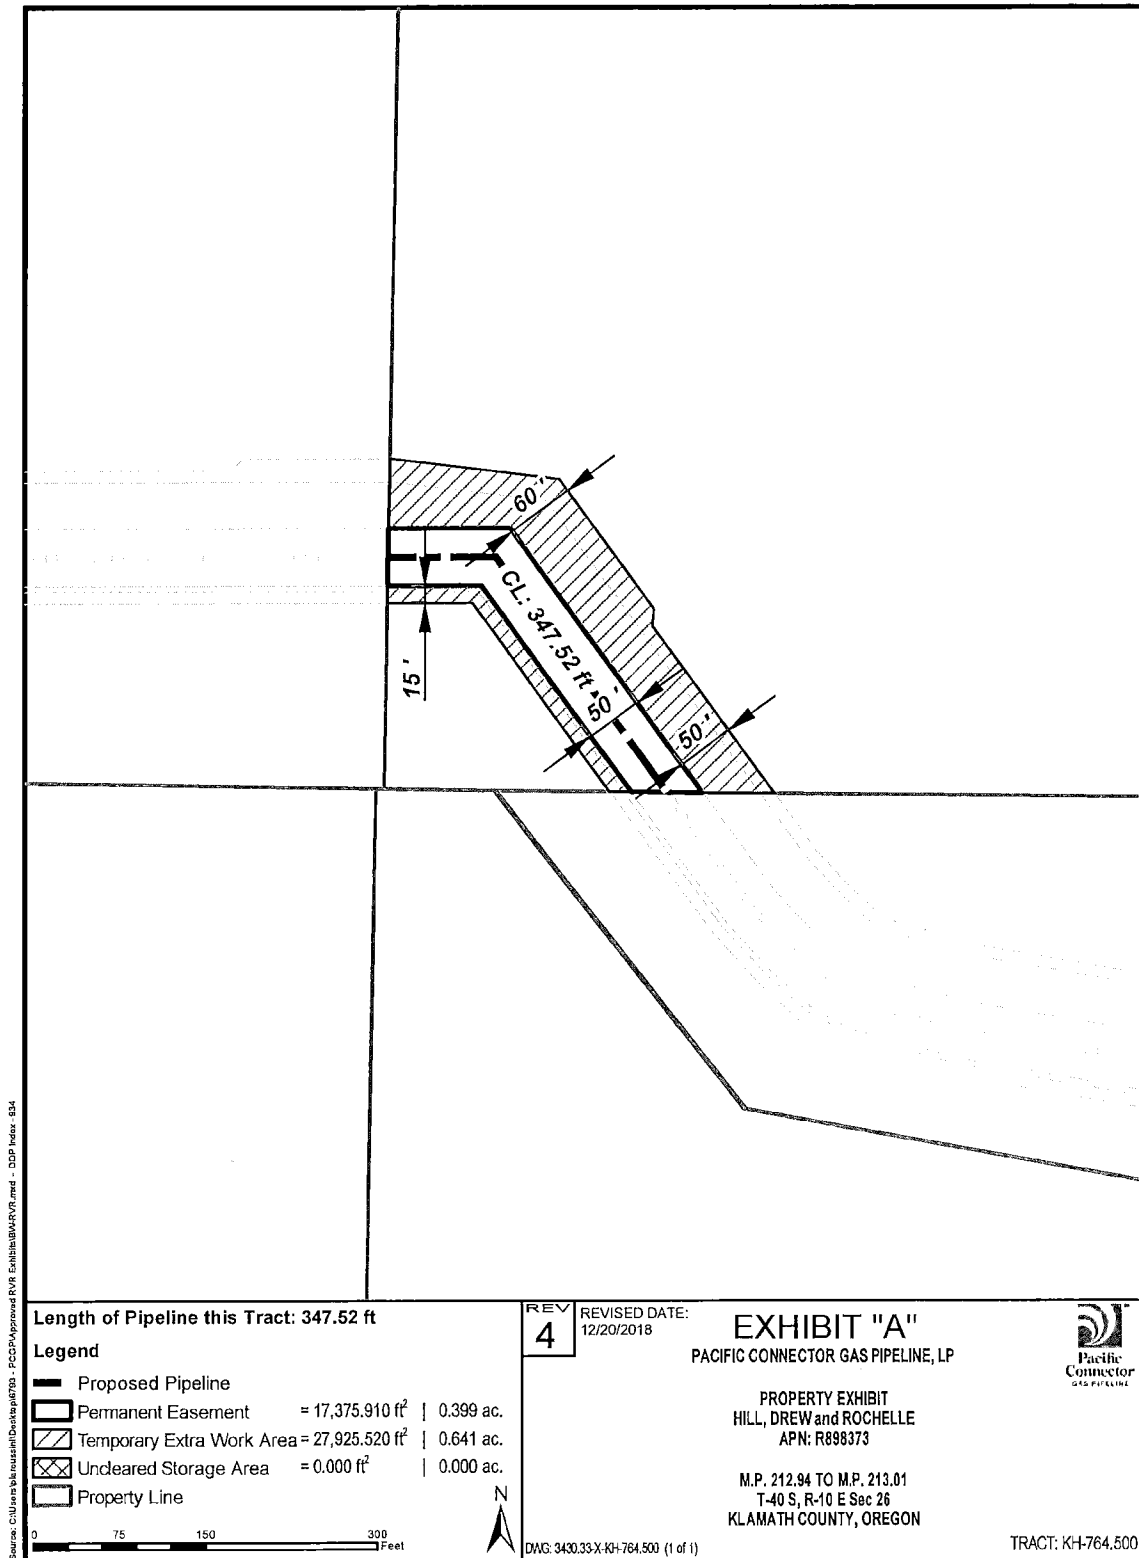 60'
CL: 347.52 ft
15'
50'
50'
Length of Pipeline this Tract: 347.52 ft
Legend
Proposed Pipeline
Permanent Easement = 17,375.910 ft² | 0.399 ac.
Temporary Extra Work Area = 27,925.520 ft² | 0.641 ac.
Uncleared Storage Area = 0.000 ft² | 0.000 ac.
Property Line
0 75 150 300 Feet
N
REV
4
REVISED DATE:
12/20/2018
EXHIBIT "A"
PACIFIC CONNECTOR GAS PIPELINE, LP
PROPERTY EXHIBIT
HILL, DREW and ROCHELLE
APN: R898373
M.P. 212.94 TO M.P. 213.01
T-40 S, R-10 E Sec 26
KLAMATH COUNTY, OREGON
DWG: 3430.33-X-KH-764.500 (1 of 1)
TRACT: KH-764.500
Pacific
Connector
GAS PIPELINE